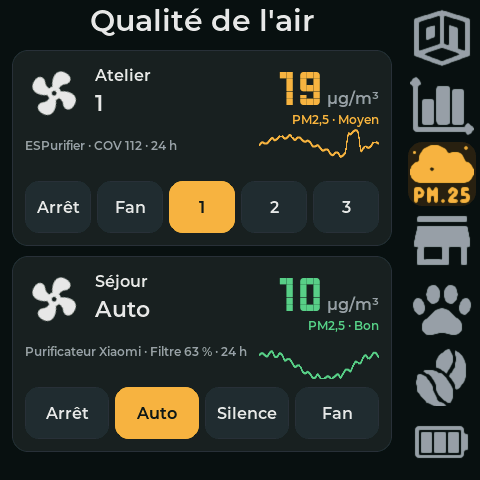 Qualité de l'air
Atelier
1
19 µg/m³
PM2,5 · Moyen
ESPurifier · COV 112 · 24 h
Arrêt Fan 1 2 3
PM.25
Séjour
Auto
10 µg/m³
PM2,5 · Bon
Purificateur Xiaomi · Filtre 63 % · 24 h
Arrêt Auto Silence Fan